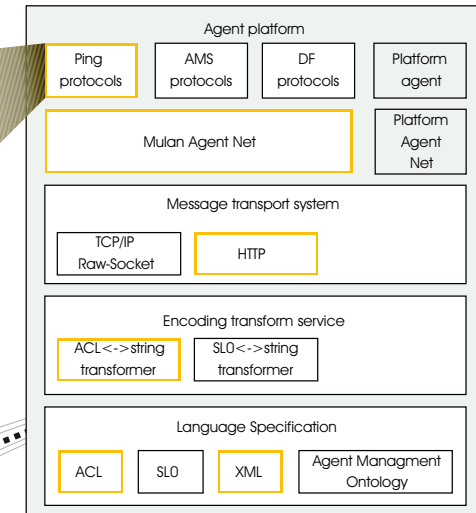 Agent platform
Ping
protocols
AMS
protocols
DF
protocols
Platform
agent
Mulan Agent Net
Platform
Agent
Net
Message transport system
TCP/IP
Raw-Socket
HTTP
Encoding transform service
ACL<->string
transformer
SL0<->string
transformer
Language Specification
ACL
SL0
XML
Agent Managment
Ontology